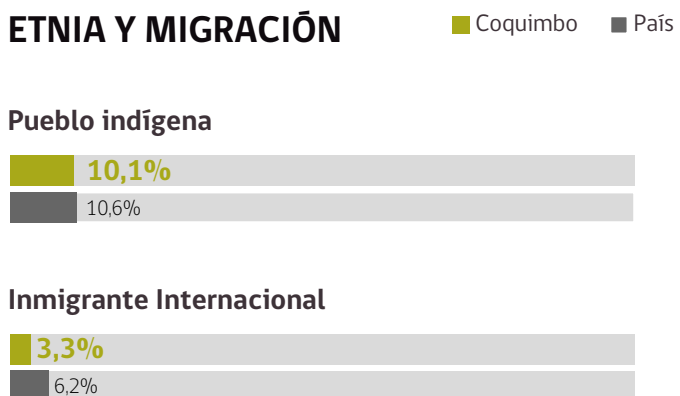 ETNIA Y MIGRACIÓN
Coquimbo País
Pueblo indígena
10,1%
10,6%
Inmigrante Internacional
3,3%
6,2%